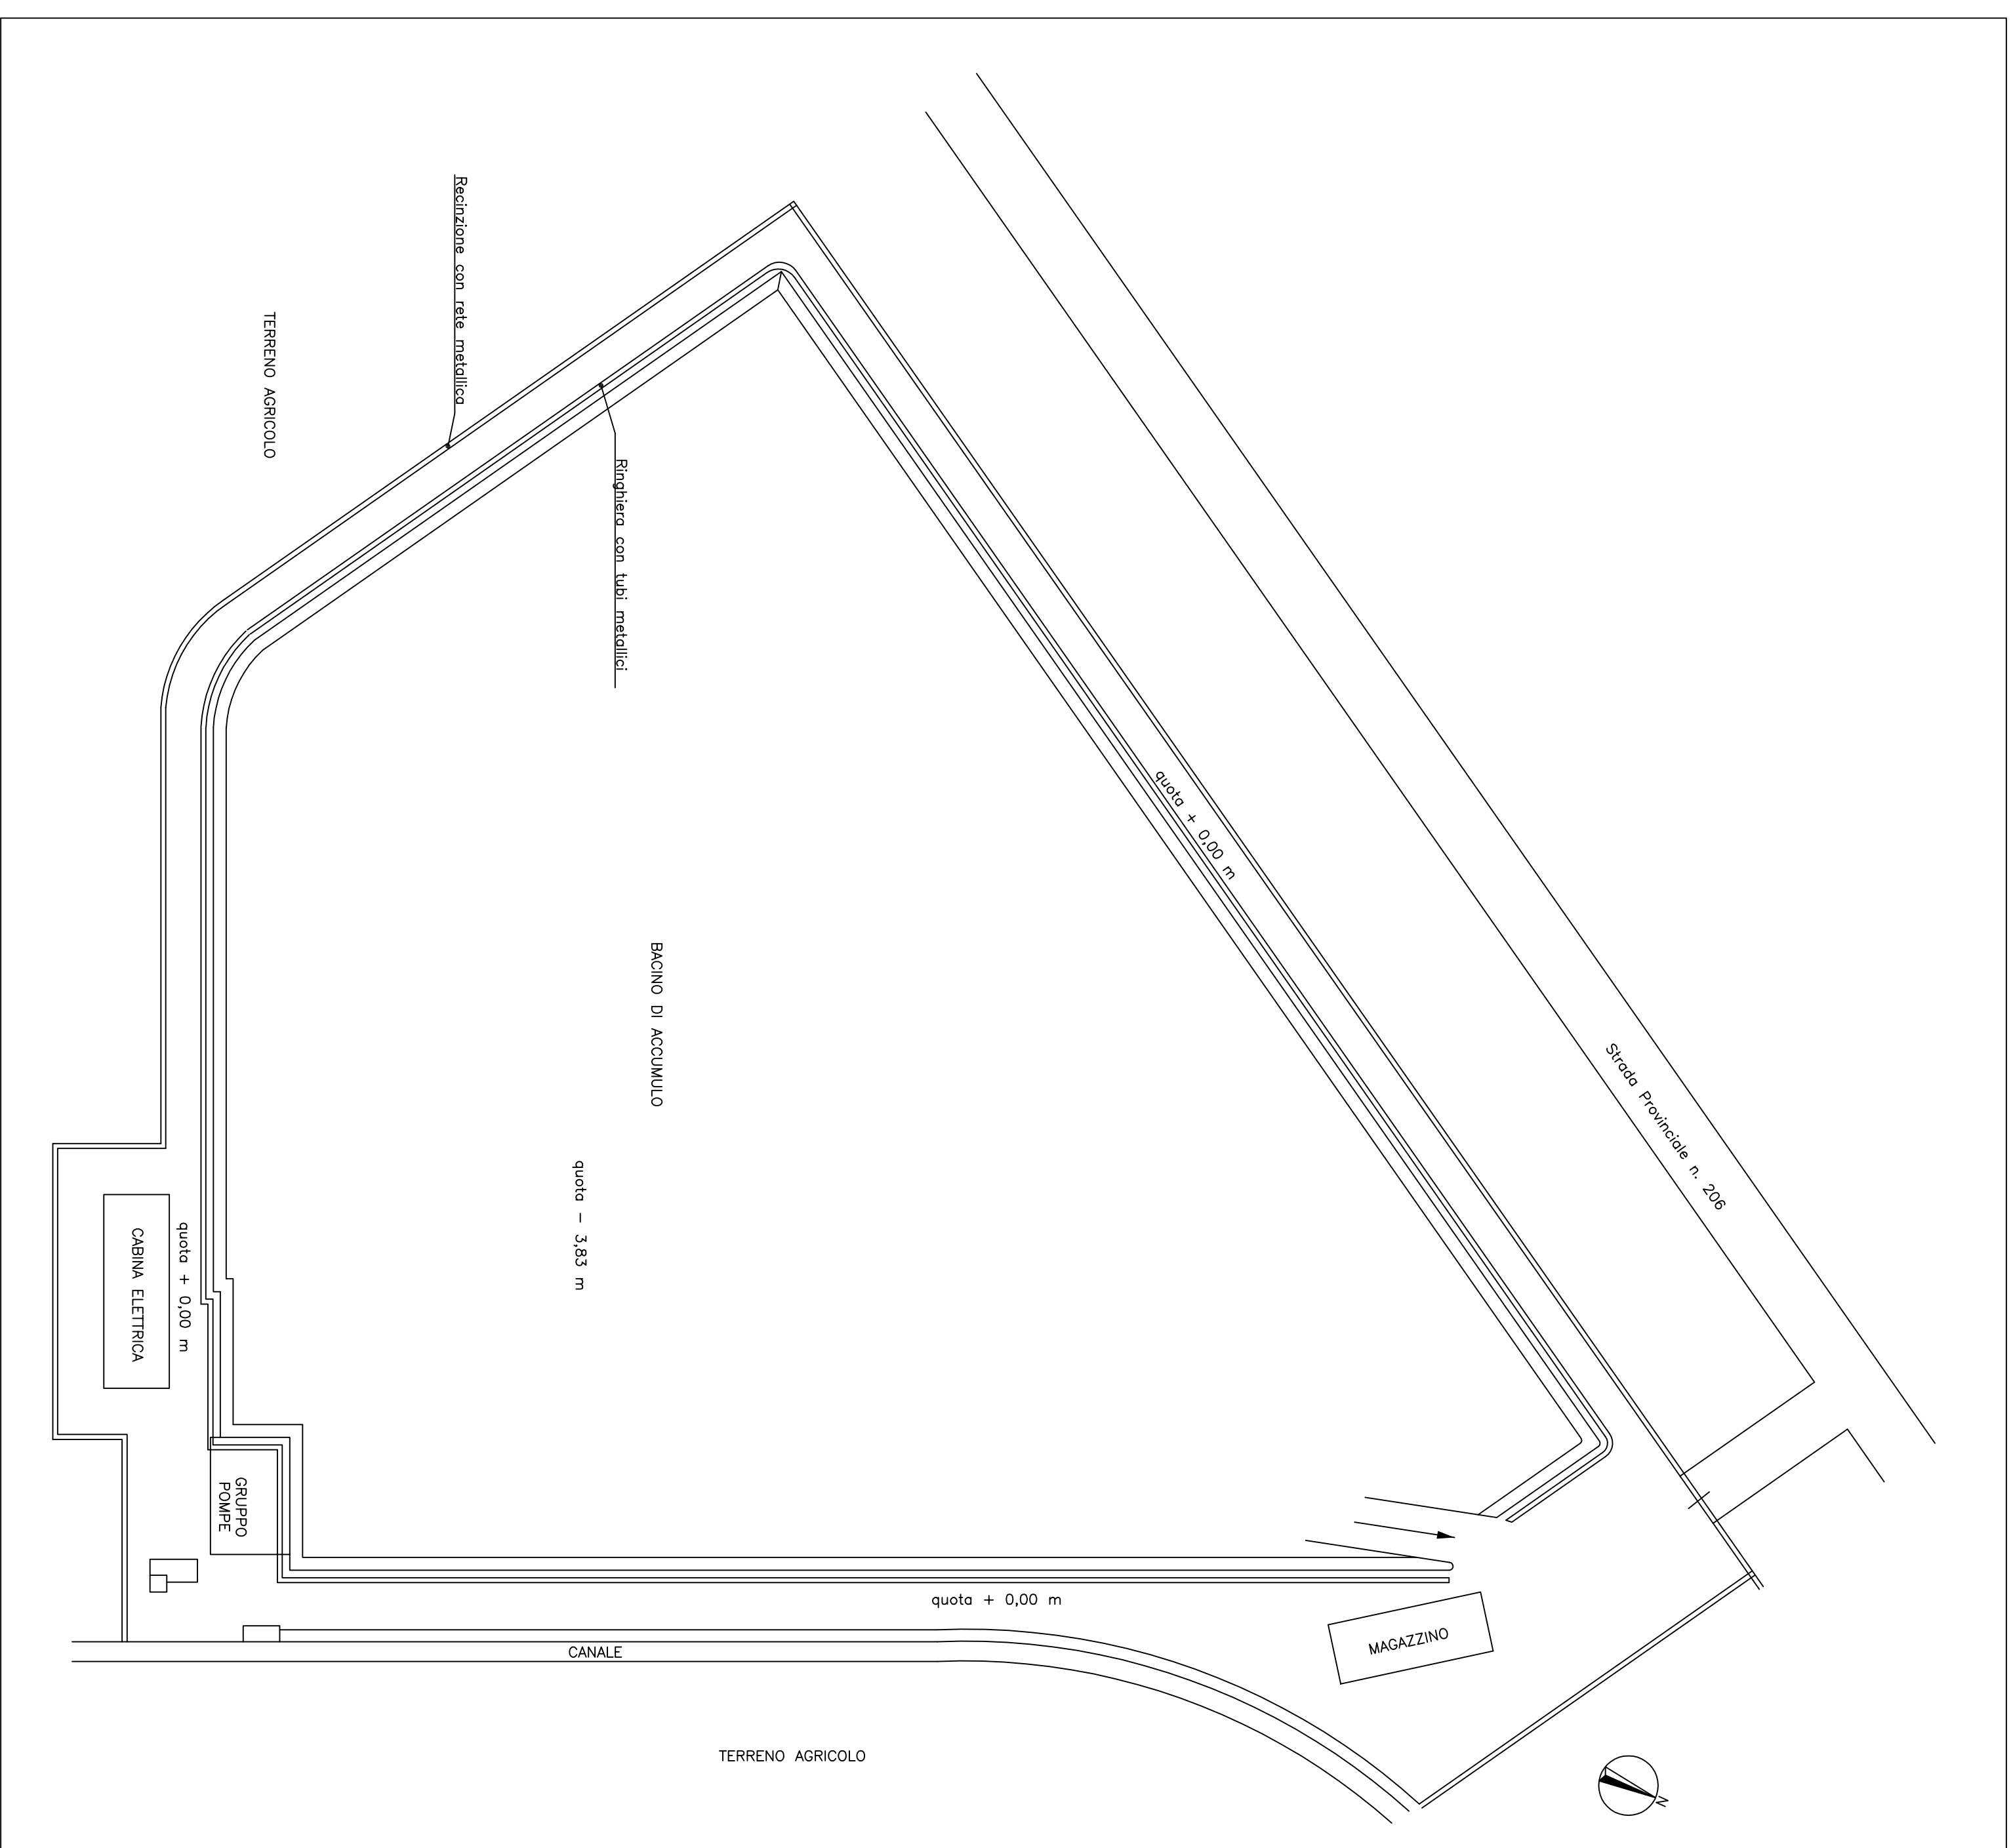 Recinzione con rete metallica
TERRENO AGRICOLO
Ringhiera con tubi metallici
quota + 0,00 m
BACINO DI ACCUMULO
Strada Provinciale n. 206
quota - 3,83 m
quota + 0,00 m
CABINA ELETTRICA
GRUPPO
POMPE
quota + 0,00 m
MAGAZZINO
CANALE
TERRENO AGRICOLO
N